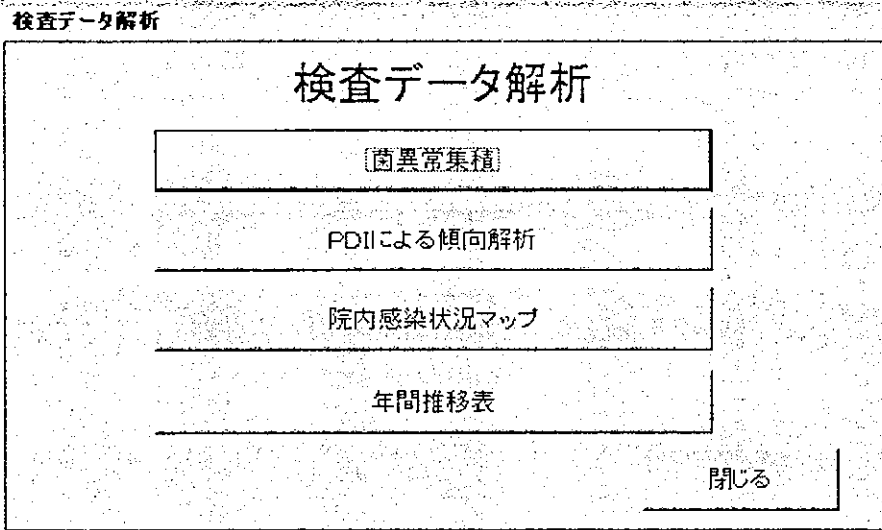 検査データ解析
検査データ解析
菌異常集積
PDIによる傾向解析
院内感染状況マップ
年間推移表
閉じる